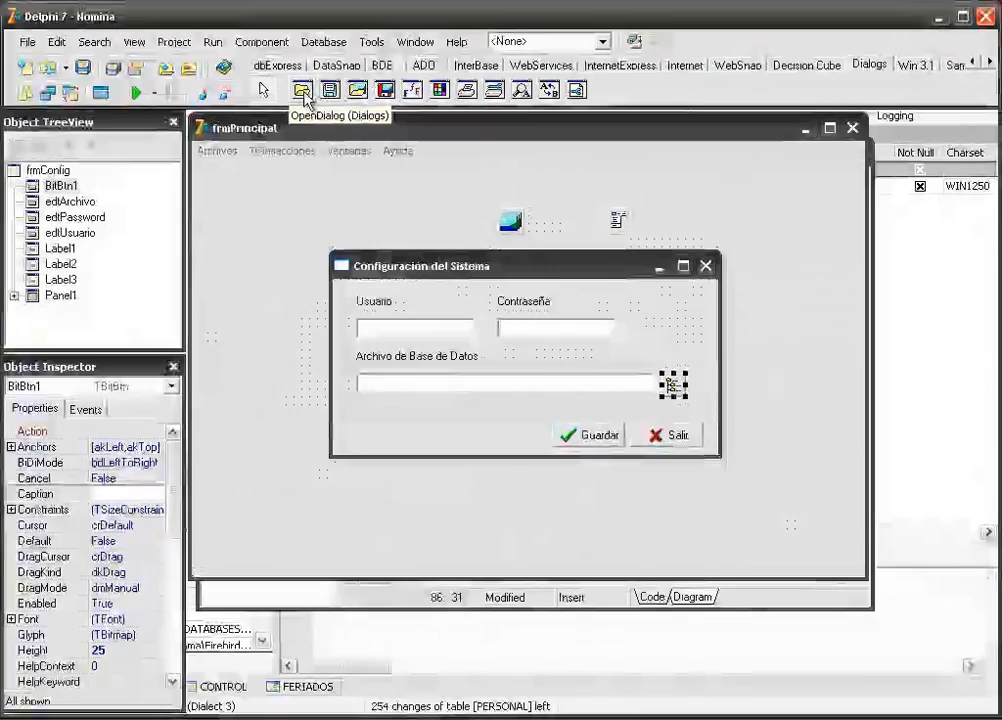 Delphi 7 - Nomina
File Edit Search View Project Run Component Database Tools Window Help <None>
dbExpress DataSnap BDE ADO InterBase WebServices InternetExpress Internet WebSnap Decision Cube Dialogs Win 3.1 Sam
OpenDialog (Dialogs)
Object TreeView
frmConfig
BitBtn1
edtArchivo
edtPassword
edtUsuario
Label1
Label2
Label3
Panel1
Object Inspector
BitBtn1 TBitBtn
Properties Events
Action
Anchors [akLeft,akTop]
BiDiMode bdLeftToRight
Cancel False
Caption
Constraints (TSizeConstrain
Cursor crDefault
Default False
DragCursor crDrag
DragKind dkDrag
DragMode dmManual
Enabled True
Font (TFont)
Glyph (TBitmap)
Height 25
HelpContext 0
HelpKeyword
All shown
frmPrincipal
Archivos Transacciones Ventanas Ayuda
Configuración del Sistema
Usuario Contraseña
Archivo de Base de Datos
Guardar Salir
86: 31 Modified Insert Code Diagram
Logging
Not Null Charset
WIN1250
DATABASES...
ma\Firebird...
CONTROL FERIADOS
(Dialect 3) 254 changes of table [PERSONAL] left